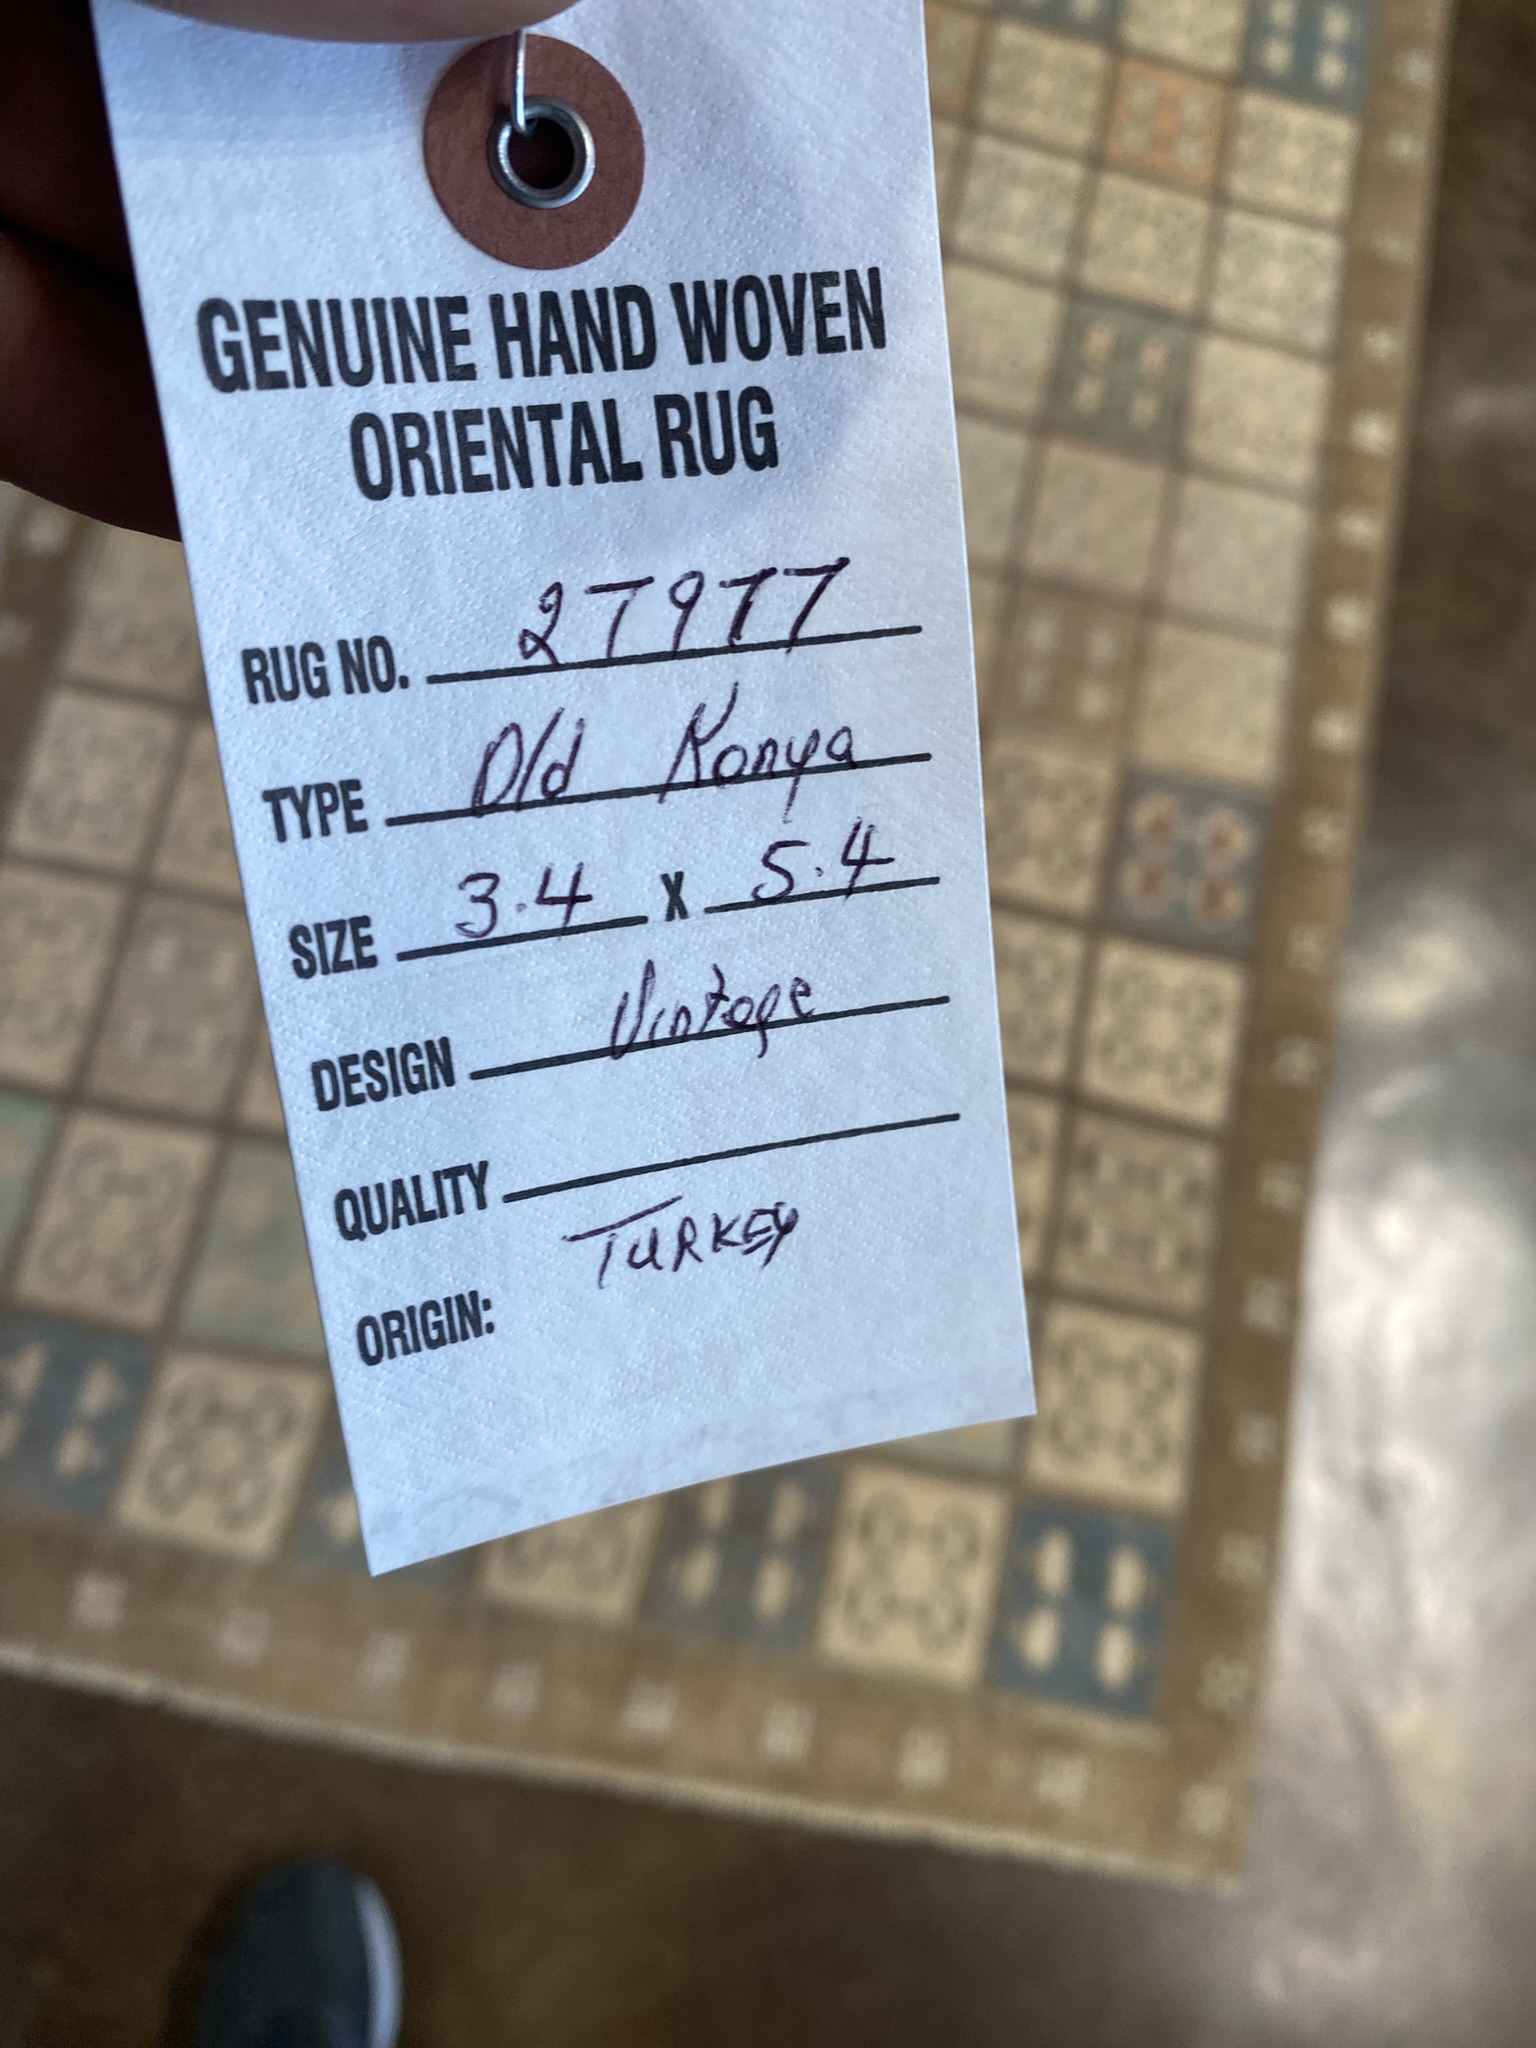 GENUINE HAND WOVEN
ORIENTAL RUG
RUG NO. 27977
TYPE Old Konya
SIZE 3.4 X 5.4
DESIGN Vintage
QUALITY
ORIGIN: TURKEY